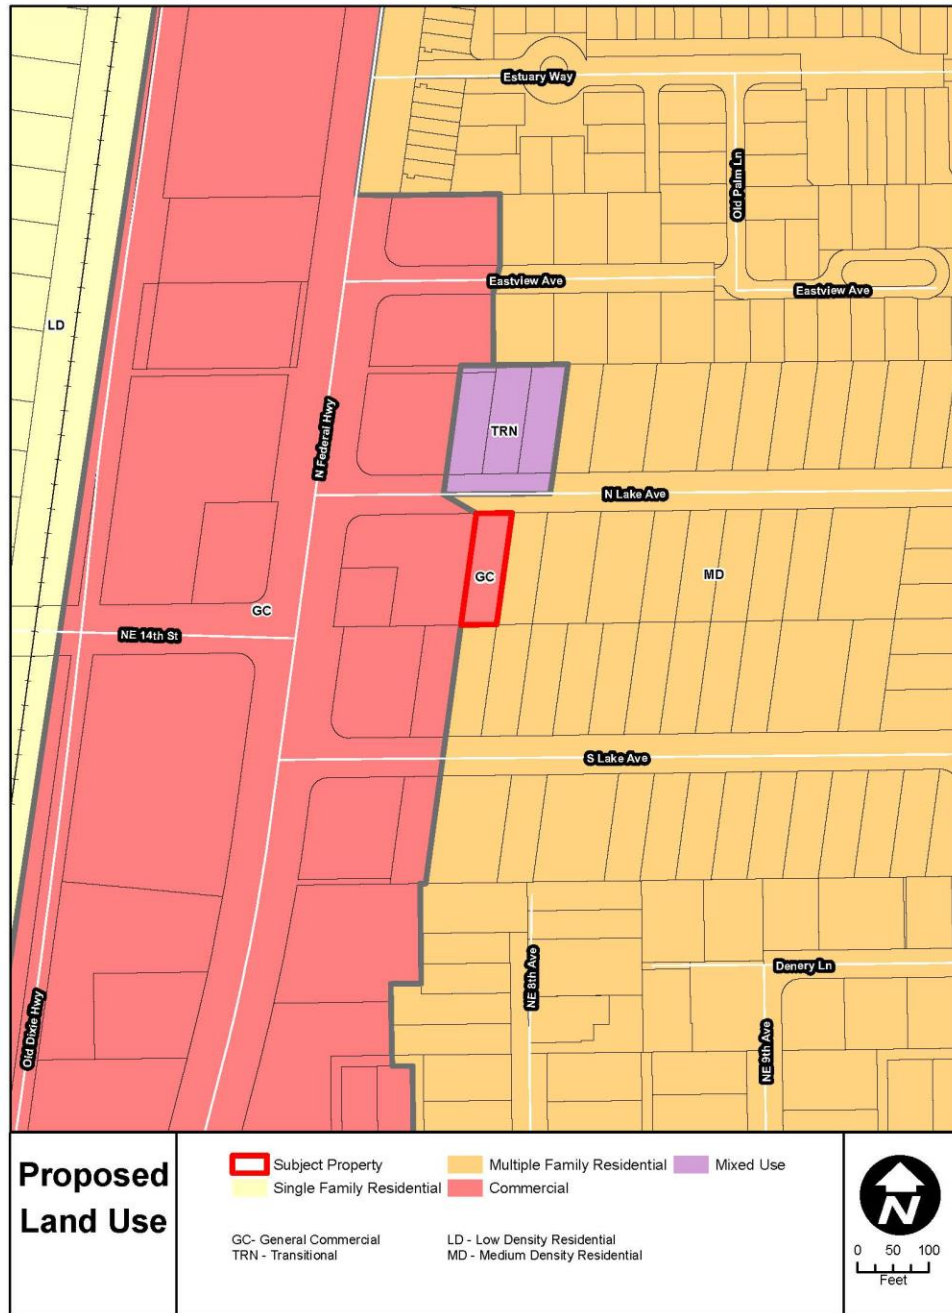 Estuary Way
Old Palm Ln
Eastview Ave
Eastview Ave
LD
N Federal Hwy
TRN
N Lake Ave
GC
MD
GC
NE 14th St
S Lake Ave
NE 8th Ave
Denery Ln
NE 9th Ave
Old Dixie Hwy
Proposed
Land Use
Subject Property
Multiple Family Residential
Mixed Use
Single Family Residential
Commercial
GC- General Commercial
LD - Low Density Residential
TRN - Transitional
MD - Medium Density Residential
N
0 50 100
Feet